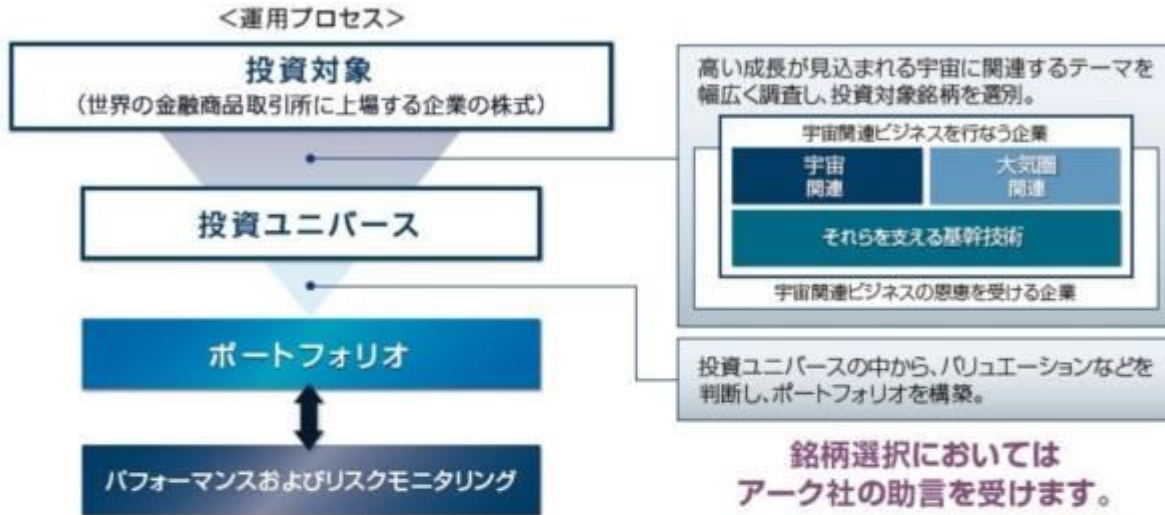 ＜運用プロセス＞
投資対象
（世界の金融商品取引所に上場する企業の株式）
投資ユニバース
ポートフォリオ
パフォーマンスおよびリスクモニタリング
高い成長が見込まれる宇宙に関連するテーマを
幅広く調査し、投資対象銘柄を選別。
宇宙関連ビジネスを行なう企業
宇宙
関連
大気圏
関連
それらを支える基幹技術
宇宙関連ビジネスの恩恵を受ける企業
投資ユニバースの中から、バリュエーションなどを
判断し、ポートフォリオを構築。
銘柄選択においては
アーク社の助言を受けます。